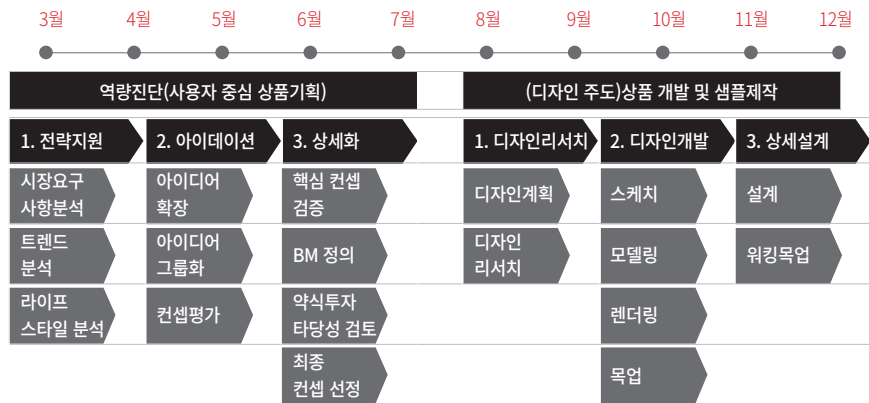 3월 4월 5월 6월 7월 8월 9월 10월 11월 12월
역량진단(사용자 중심 상품기획)
(디자인 주도)상품 개발 및 샘플제작
1. 전략지원
2. 아이데이션
3. 상세화
1. 디자인리서치
2. 디자인개발
3. 상세설계
시장요구
사항분석
트렌드
분석
라이프
스타일 분석
아이디어
확장
아이디어
그룹화
컨셉평가
핵심 컨셉
검증
BM 정의
약식투자
타당성 검토
최종
컨셉 선정
디자인계획
디자인
리서치
스케치
모델링
렌더링
목업
설계
워킹목업